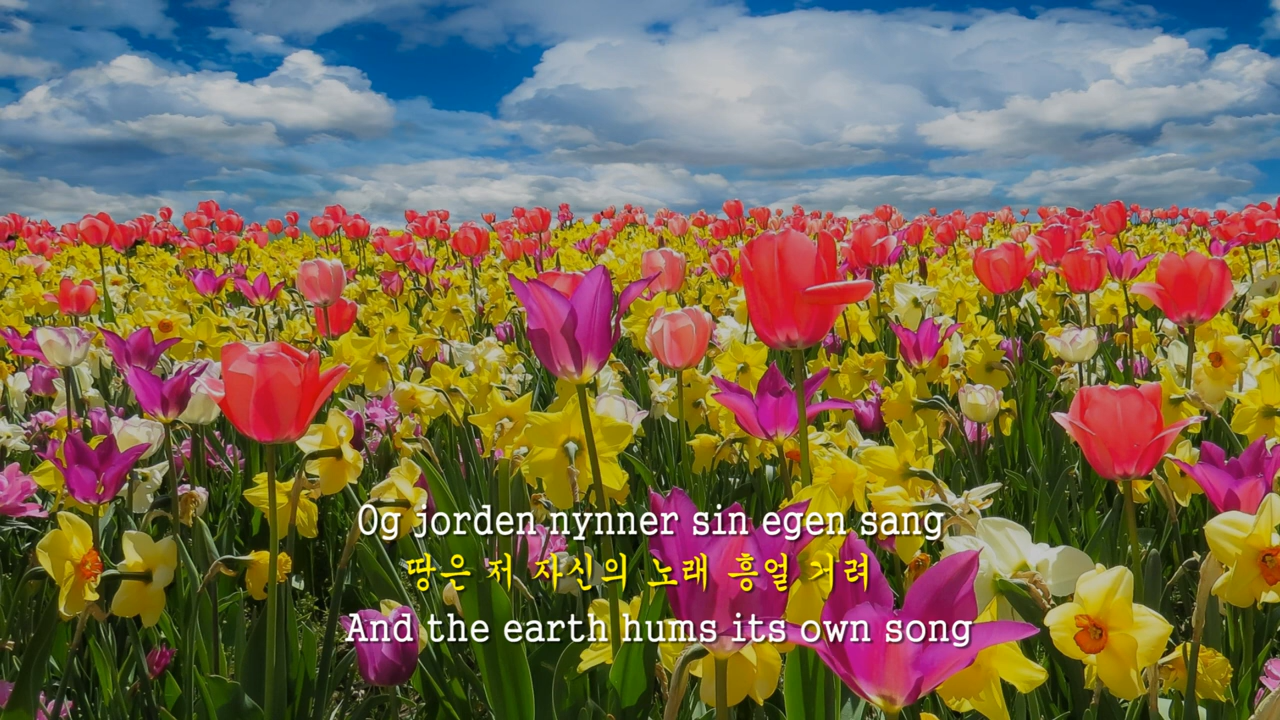 Og jorden nynner sin egen sang
땅은 저 자신의 노래 흥얼 거려
And the earth hums its own song